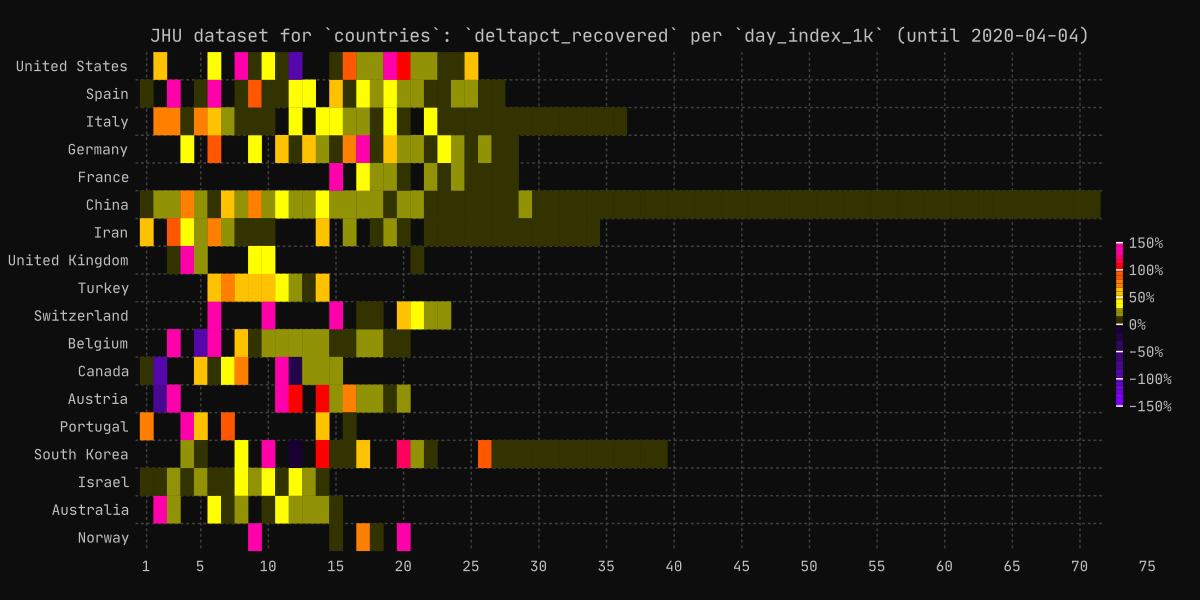 JHU dataset for `countries`: `deltapct_recovered` per `day_index_1k` (until 2020-04-04)
United States
Spain
Italy
Germany
France
China
Iran
United Kingdom
Turkey
Switzerland
Belgium
Canada
Austria
Portugal
South Korea
Israel
Australia
Norway
1 5 10 15 20 25 30 35 40 45 50 55 60 65 70 75
150%
100%
50%
0%
-50%
-100%
-150%